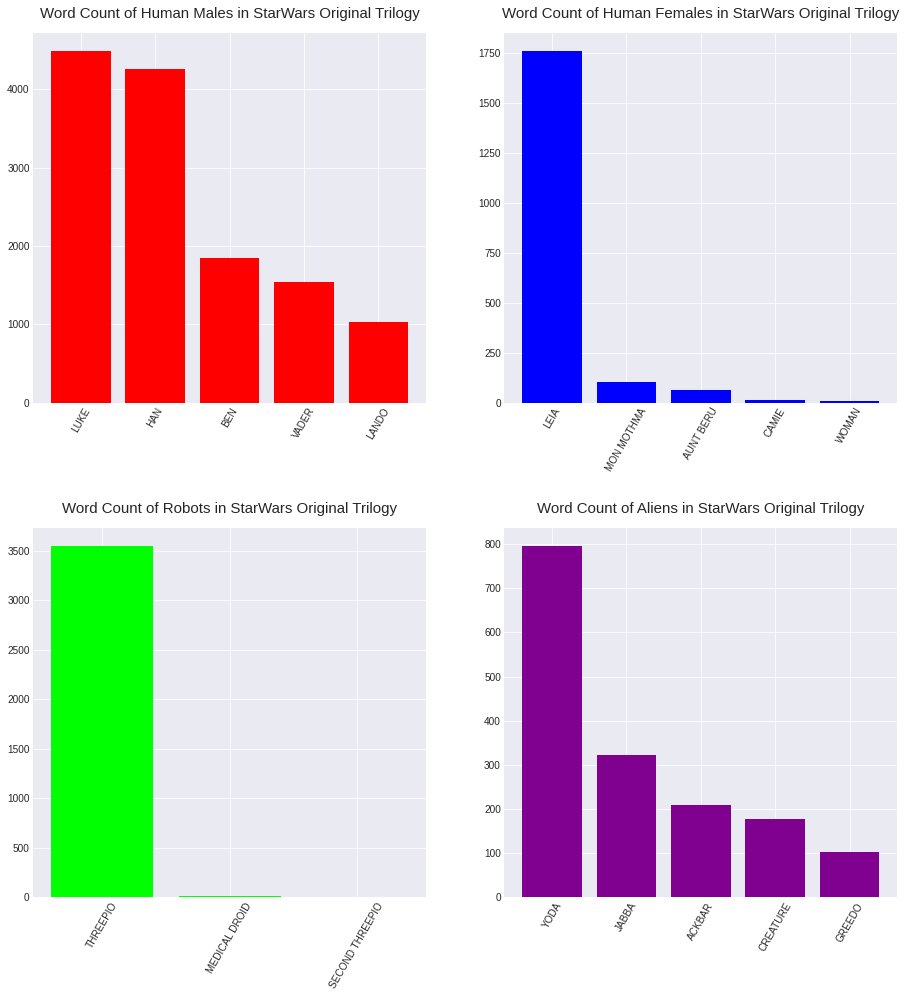 Word Count of Human Males in StarWars Original Trilogy
4000
3000
2000
1000
0
LUKE
HAN
BEN
VADER
LANDO
Word Count of Human Females in StarWars Original Trilogy
1750
1500
1250
1000
750
500
250
0
LEIA
MON MOTHMA
AUNT BERU
CAMIE
WOMAN
Word Count of Robots in StarWars Original Trilogy
3500
3000
2500
2000
1500
1000
500
0
THREEPIO
MEDICAL DROID
SECOND THREEPIO
Word Count of Aliens in StarWars Original Trilogy
800
700
600
500
400
300
200
100
0
YODA
JABBA
ACKBAR
CREATURE
GREEDO